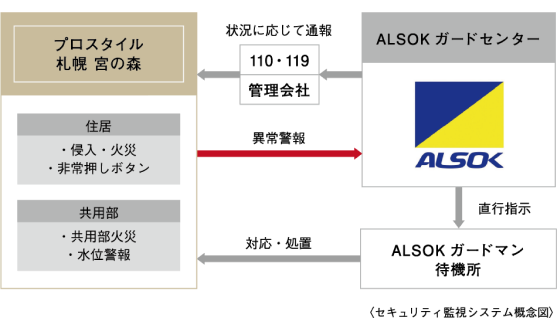 プロスタイル
札幌 宮の森
住居
・侵入・火災
・非常押しボタン
共用部
・共用部火災
・水位警報
状況に応じて通報
110・119
管理会社
異常警報
対応・処置
ALSOK ガードセンター
ALSOK
直行指示
ALSOK ガードマン
待機所
〈セキュリティ監視システム概念図〉